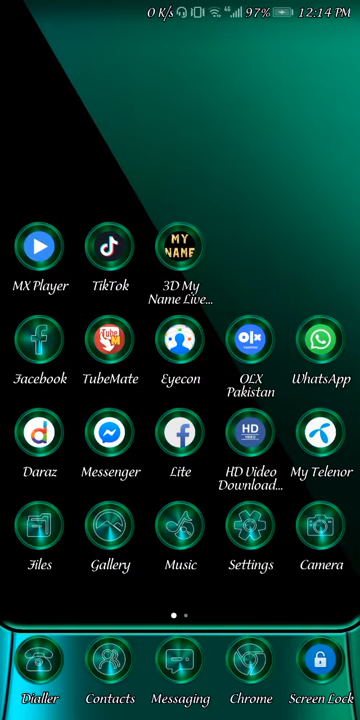 0 K/s 97% 12:14 PM
MY
NAME
MX Player TikTok 3D My
Name Live...
olx
Facebook TubeMate Eyecon OLX
Pakistan WhatsApp
HD
VIDEO
Daraz Messenger Lite HD Video
Download... My Telenor
Files Gallery Music Settings Camera
Dialler Contacts Messaging Chrome Screen Lock